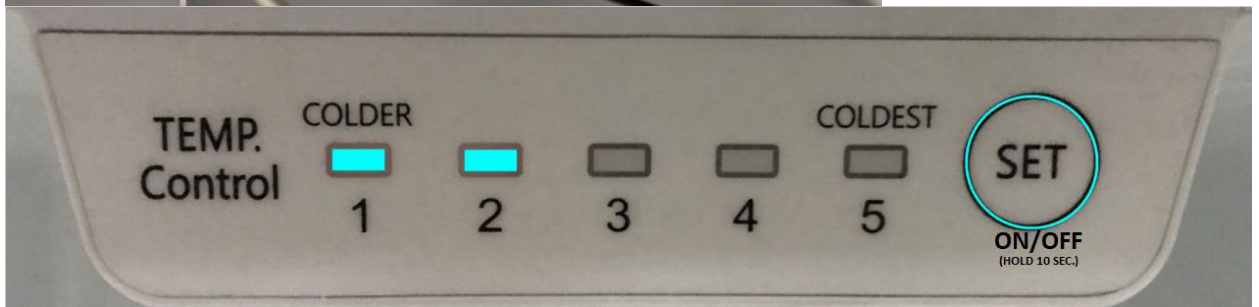 TEMP.
Control
COLDER
COLDEST
1 2 3 4 5
SET
ON/OFF
(HOLD 10 SEC.)